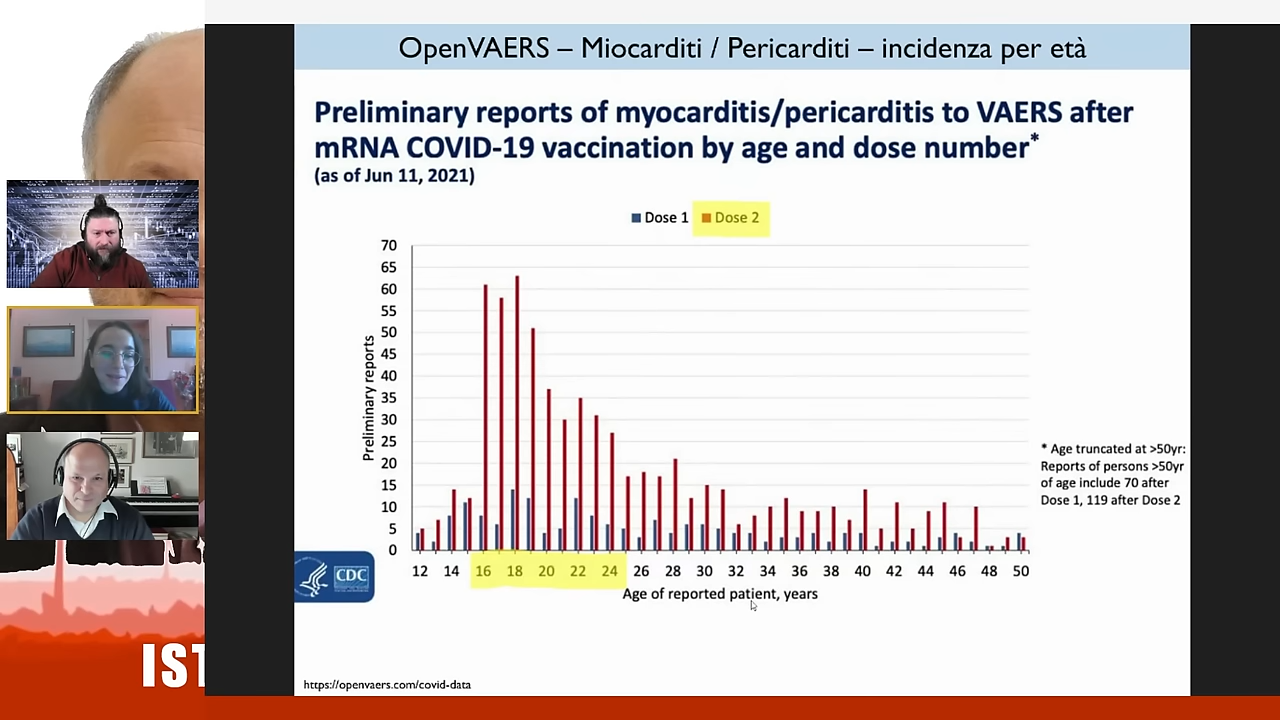 OpenVAERS – Miocarditi / Pericarditi – incidenza per età
Preliminary reports of myocarditis/pericarditis to VAERS after
mRNA COVID-19 vaccination by age and dose number*
(as of Jun 11, 2021)
Dose 1 Dose 2
70
65
60
55
50
45
40
35
30
25
20
15
10
5
0
Preliminary reports
12 14 16 18 20 22 24 26 28 30 32 34 36 38 40 42 44 46 48 50
Age of reported patient, years
* Age truncated at >50yr:
Reports of persons >50yr
of age include 70 after
Dose 1, 119 after Dose 2
CDC
https://openvaers.com/covid-data
IST